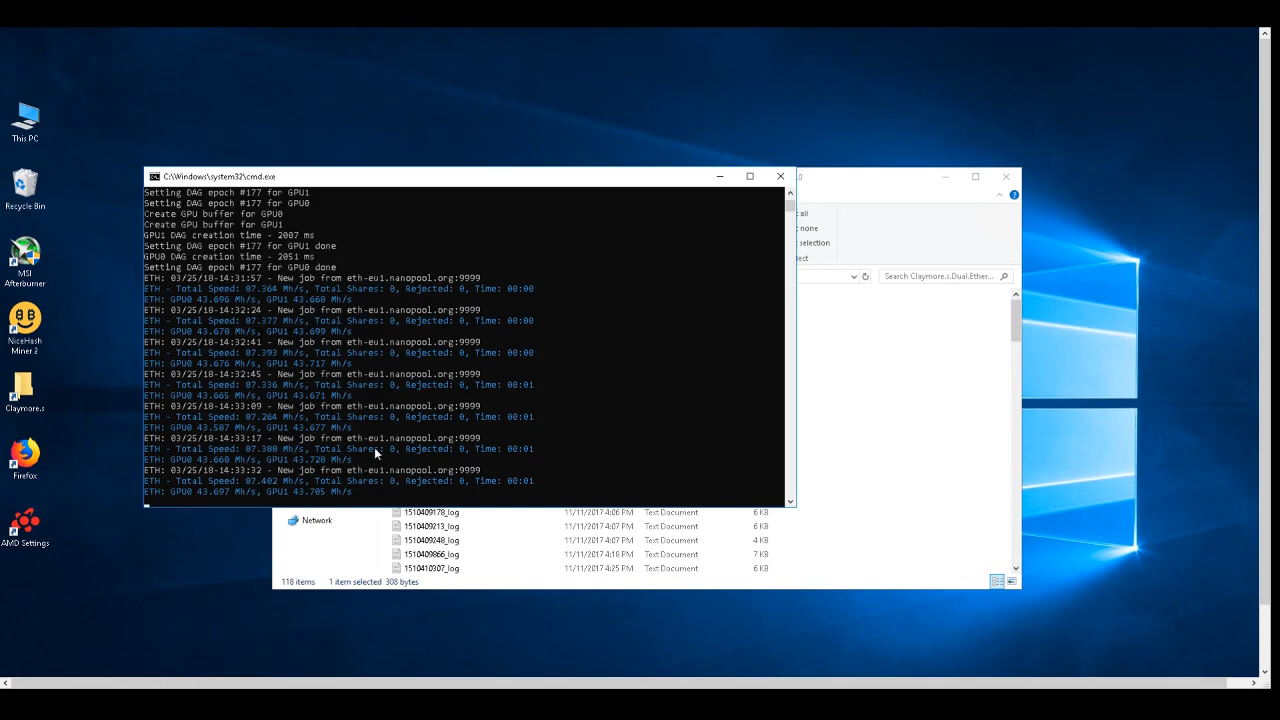 This PC
Recycle Bin
MSI
Afterburner
NiceHash
Miner 2
Claymore.s
Firefox
AMD Settings
C:\Windows\system32\cmd.exe
Setting DAG epoch #177 for GPU1
Setting DAG epoch #177 for GPU0
Create GPU buffer for GPU0
Create GPU buffer for GPU1
GPU1 DAG creation time - 2007 ms
Setting DAG epoch #177 for GPU1 done
GPU0 DAG creation time - 2051 ms
Setting DAG epoch #177 for GPU0 done
ETH: 03/25/18-14:31:57 - New job from eth-eu1.nanopool.org:9999
ETH - Total Speed: 87.364 Mh/s, Total Shares: 0, Rejected: 0, Time: 00:00
ETH: GPU0 43.696 Mh/s, GPU1 43.668 Mh/s
ETH: 03/25/18-14:32:24 - New job from eth-eu1.nanopool.org:9999
ETH - Total Speed: 87.377 Mh/s, Total Shares: 0, Rejected: 0, Time: 00:00
ETH: GPU0 43.678 Mh/s, GPU1 43.699 Mh/s
ETH: 03/25/18-14:32:41 - New job from eth-eu1.nanopool.org:9999
ETH - Total Speed: 87.393 Mh/s, Total Shares: 0, Rejected: 0, Time: 00:00
ETH: GPU0 43.676 Mh/s, GPU1 43.717 Mh/s
ETH: 03/25/18-14:32:45 - New job from eth-eu1.nanopool.org:9999
ETH - Total Speed: 87.336 Mh/s, Total Shares: 0, Rejected: 0, Time: 00:01
ETH: GPU0 43.665 Mh/s, GPU1 43.671 Mh/s
ETH: 03/25/18-14:33:09 - New job from eth-eu1.nanopool.org:9999
ETH - Total Speed: 87.264 Mh/s, Total Shares: 0, Rejected: 0, Time: 00:01
ETH: GPU0 43.587 Mh/s, GPU1 43.677 Mh/s
ETH: 03/25/18-14:33:17 - New job from eth-eu1.nanopool.org:9999
ETH - Total Speed: 87.388 Mh/s, Total Shares: 0, Rejected: 0, Time: 00:01
ETH: GPU0 43.660 Mh/s, GPU1 43.728 Mh/s
ETH: 03/25/18-14:33:32 - New job from eth-eu1.nanopool.org:9999
ETH - Total Speed: 87.402 Mh/s, Total Shares: 0, Rejected: 0, Time: 00:01
ETH: GPU0 43.697 Mh/s, GPU1 43.705 Mh/s
.0
all
none
selection
lect
Search Claymore.s.Dual.Ether...
Network
1510409178_log 11/11/2017 4:06 PM Text Document 6 KB
1510409213_log 11/11/2017 4:07 PM Text Document 6 KB
1510409248_log 11/11/2017 4:07 PM Text Document 4 KB
1510409866_log 11/11/2017 4:18 PM Text Document 7 KB
1510410307_log 11/11/2017 4:25 PM Text Document 6 KB
118 items 1 item selected 308 bytes